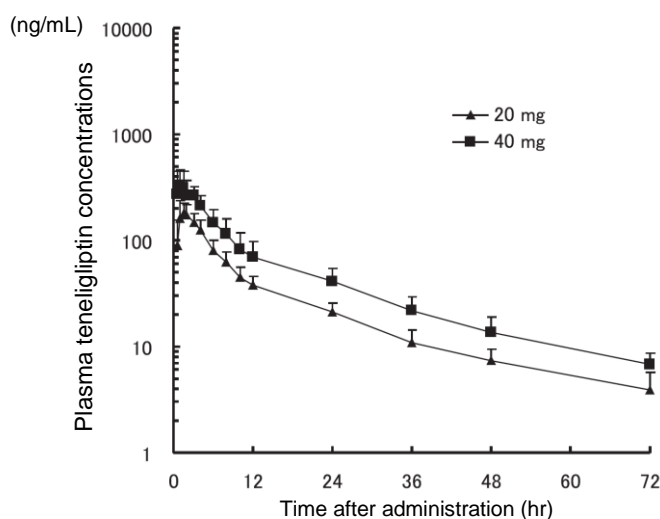 (ng/mL)
Plasma teneligliptin concentrations
10000
1000
100
10
1
20 mg
40 mg
0 12 24 36 48 60 72
Time after administration (hr)